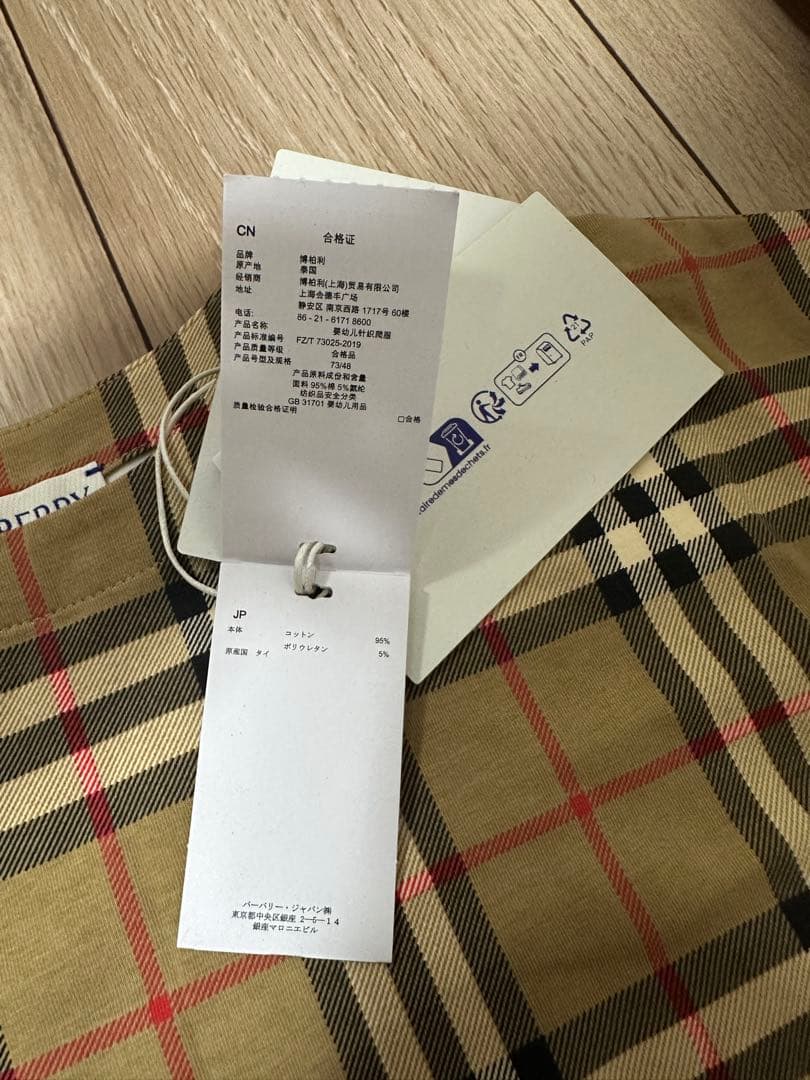 CN
合格证
品牌 博柏利
原产地 泰国
经销商 博柏利(上海)贸易有限公司
地址 上海会德丰广场
静安区 南京西路 1717号 60楼
电话: 86 - 21 - 6171 8600
产品名称 婴幼儿针织爬服
产品标准编号 FZ/T 73025-2019
产品质量等级 合格品
产品号型及规格 73/48
产品原料成份和含量
面料 95%棉 5%氨纶
纺织品安全分类
GB 31701 婴幼儿用品
质量检验合格证明 □合格
21
PAP
FR
airedemesdechets.fr
JP
本体 コットン 95%
ポリウレタン 5%
原産国 タイ
バーバリー・ジャパン㈱
東京都中央区銀座 2-5-14
銀座マロニエビル